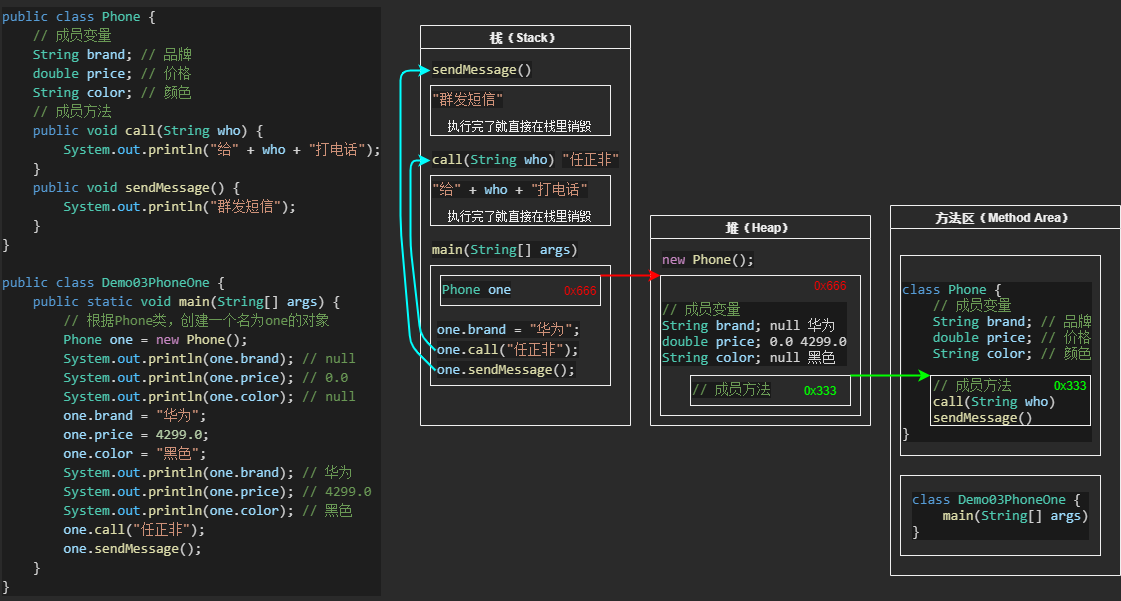 public class Phone {
// 成员变量
String brand; // 品牌
double price; // 价格
String color; // 颜色
// 成员方法
public void call(String who) {
System.out.println("给" + who + "打电话");
}
public void sendMessage() {
System.out.println("群发短信");
}
}
public class Demo03PhoneOne {
public static void main(String[] args) {
// 根据Phone类，创建一个名为one的对象
Phone one = new Phone();
System.out.println(one.brand); // null
System.out.println(one.price); // 0.0
System.out.println(one.color); // null
one.brand = "华为";
one.price = 4299.0;
one.color = "黑色";
System.out.println(one.brand); // 华为
System.out.println(one.price); // 4299.0
System.out.println(one.color); // 黑色
one.call("任正非");
one.sendMessage();
}
}
栈（Stack）
sendMessage()
"群发短信"
执行完了就直接在栈里销毁
call(String who) "任正非"
"给" + who + "打电话"
执行完了就直接在栈里销毁
main(String[] args)
Phone one 0x666
one.brand = "华为";
one.call("任正非");
one.sendMessage();
堆（Heap）
new Phone();
0x666
// 成员变量
String brand; null 华为
double price; 0.0 4299.0
String color; null 黑色
// 成员方法 0x333
方法区（Method Area）
class Phone {
// 成员变量
String brand; // 品牌
double price; // 价格
String color; // 颜色
// 成员方法 0x333
call(String who)
sendMessage()
}
class Demo03PhoneOne {
main(String[] args)
}